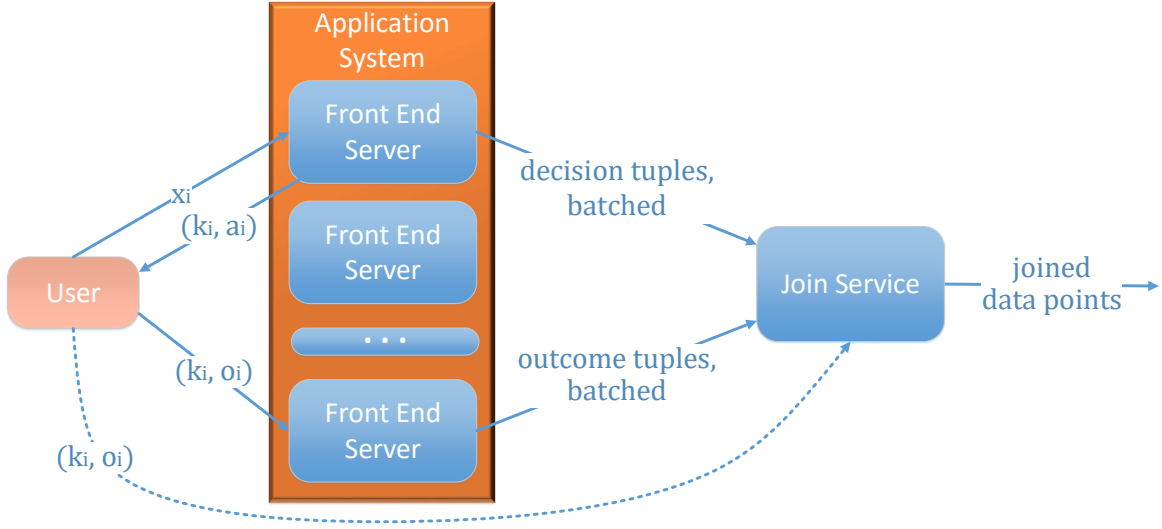 Application
System
Front End
Server
xi
(ki, ai)
decision tuples,
batched
Front End
Server
User
Join Service
joined
data points
...
(ki, oi)
outcome tuples,
batched
Front End
Server
(ki, oi)